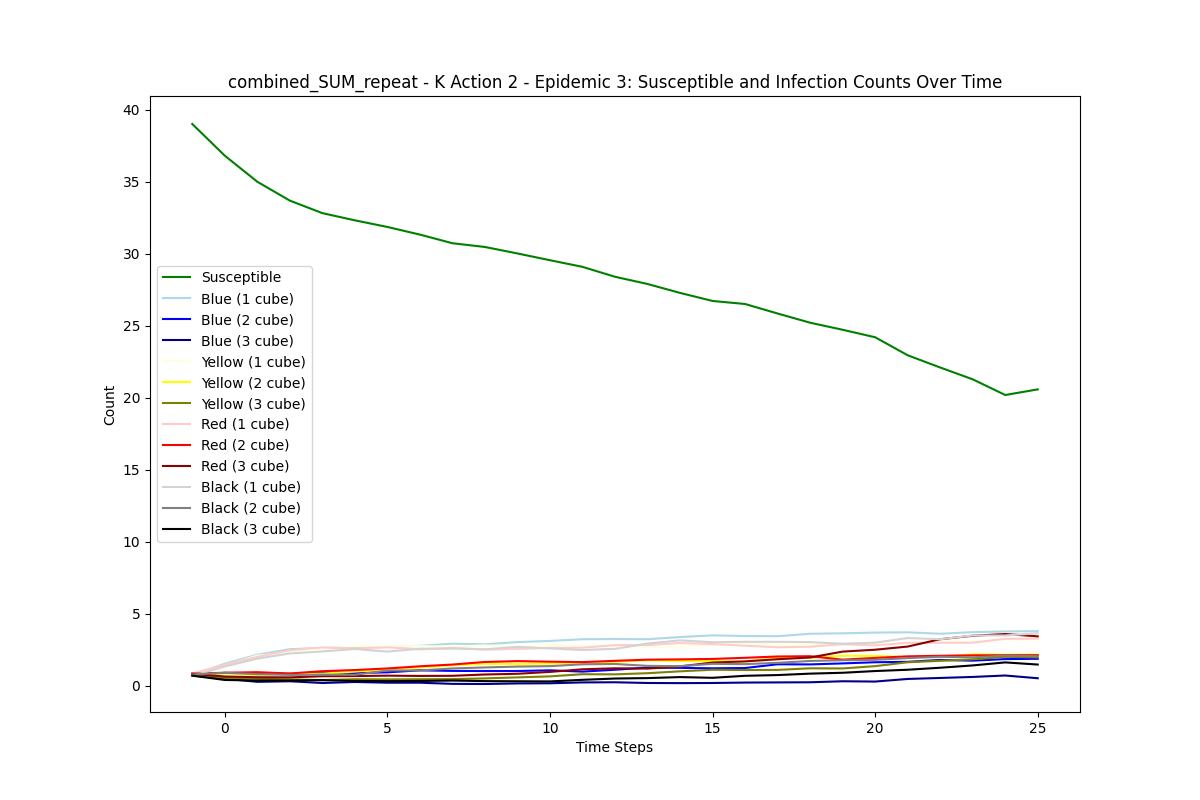 combined_SUM_repeat - K Action 2 - Epidemic 3: Susceptible and Infection Counts Over Time
40
35
30
25
20
15
10
5
0
Count
Susceptible
Blue (1 cube)
Blue (2 cube)
Blue (3 cube)
Yellow (1 cube)
Yellow (2 cube)
Yellow (3 cube)
Red (1 cube)
Red (2 cube)
Red (3 cube)
Black (1 cube)
Black (2 cube)
Black (3 cube)
0 5 10 15 20 25
Time Steps